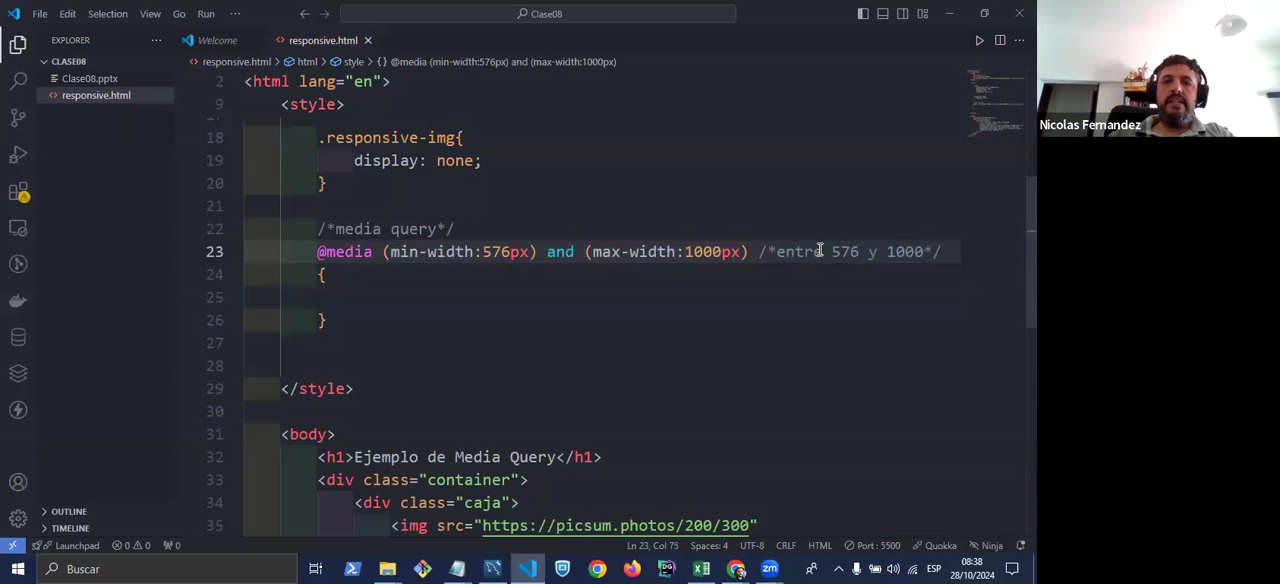 File Edit Selection View Go Run ··· Clase08
EXPLORER ···
Welcome
responsive.html
CLASE08
Clase08.pptx
responsive.html
responsive.html > html > style > {} @media (min-width:576px) and (max-width:1000px)
2 <html lang="en">
9 <style>
17
18 .responsive-img{
19 display: none;
20 }
21
22 /*media query*/
23 @media (min-width:576px) and (max-width:1000px) /*entre 576 y 1000*/
24 {
25
26 }
27
28
29 </style>
30
31 <body>
32 <h1>Ejemplo de Media Query</h1>
33 <div class="container">
34 <div class="caja">
35 <img src="https://picsum.photos/200/300"
OUTLINE
TIMELINE
Launchpad 0 0 0 Ln 23, Col 75 Spaces: 4 UTF-8 CRLF HTML Port : 5500 Quokka Ninja
Buscar
ESP
08:38
28/10/2024
Nicolas Fernandez